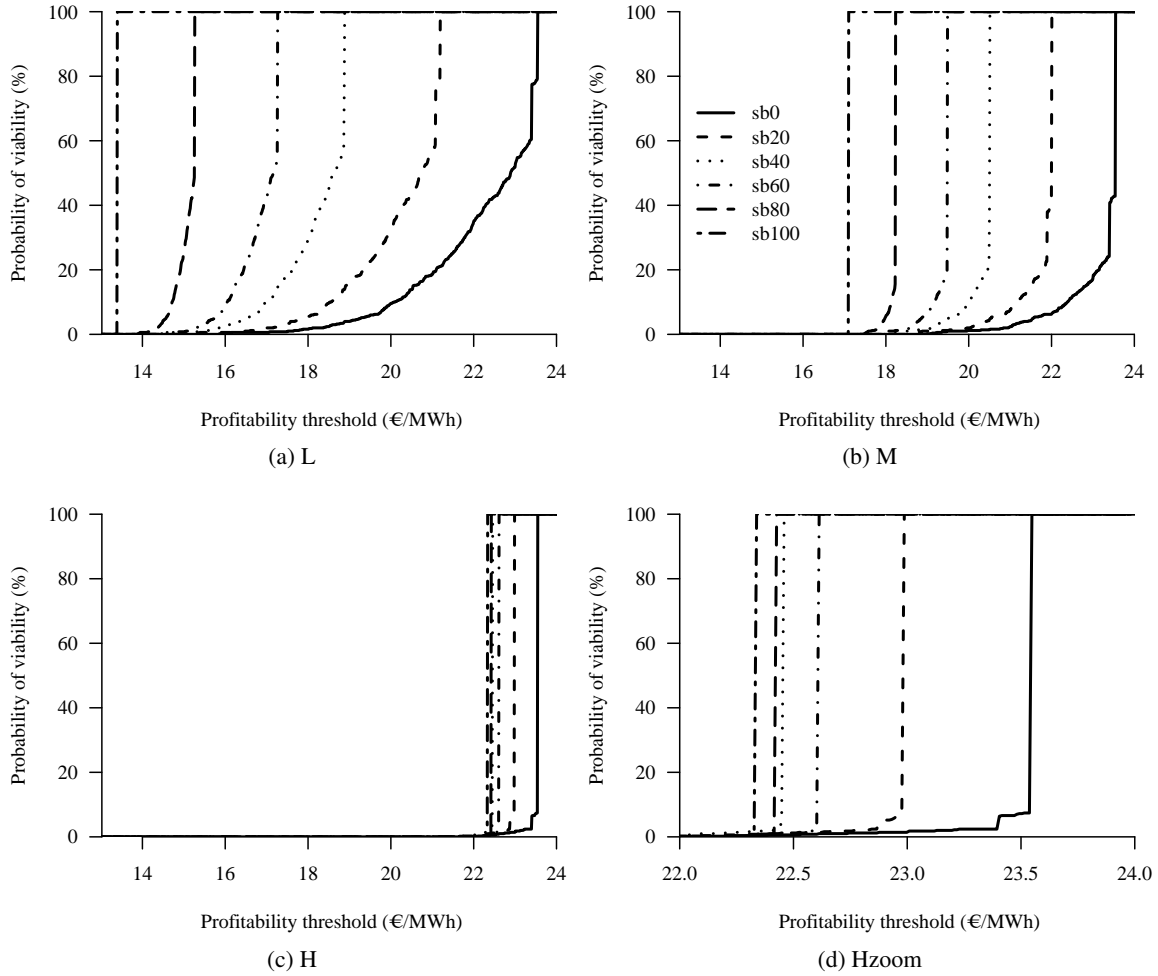 100
80
60
40
20
0
Probability of viability (%)
14 16 18 20 22 24
Profitability threshold (€/MWh)
(a) L
100
80
60
40
20
0
Probability of viability (%)
sb0
sb20
sb40
sb60
sb80
sb100
14 16 18 20 22 24
Profitability threshold (€/MWh)
(b) M
100
80
60
40
20
0
Probability of viability (%)
14 16 18 20 22 24
Profitability threshold (€/MWh)
(c) H
100
80
60
40
20
0
Probability of viability (%)
22.0 22.5 23.0 23.5 24.0
Profitability threshold (€/MWh)
(d) Hzoom